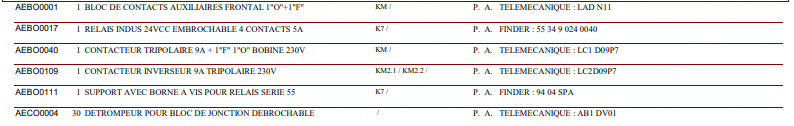 AEBO0001 1 BLOC DE CONTACTS AUXILIAIRES FRONTAL 1"O"+1"F" KM / P. A. TELEMECANIQUE : LAD N11
AEBO0017 1 RELAIS INDUS 24VCC EMBROCHABLE 4 CONTACTS 5A K7 / P. A. FINDER : 55 34 9 024 0040
AEBO0040 1 CONTACTEUR TRIPOLAIRE 9A + 1"F" 1"O" BOBINE 230V KM / P. A. TELEMECANIQUE : LC1 D09P7
AEBO0109 1 CONTACTEUR INVERSEUR 9A TRIPOLAIRE 230V KM2.1 / KM2.2 / P. A. TELEMECANIQUE : LC2D09P7
AEBO0111 1 SUPPORT AVEC BORNE A VIS POUR RELAIS SERIE 55 K7 / P. A. FINDER : 94 04 SPA
AECO0004 30 DETROMPEUR POUR BLOC DE JONCTION DEBROCHABLE / P. A. TELEMECANIQUE : AB1 DV01